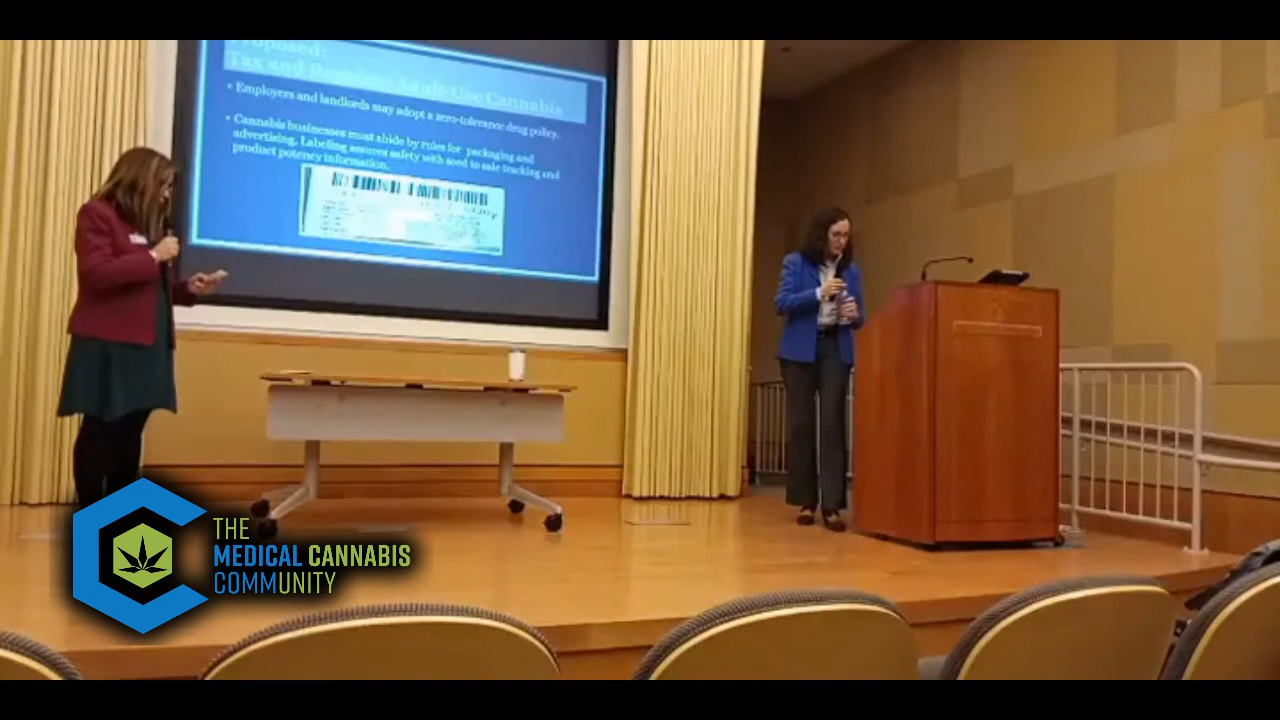 Proposed:
Tax and Regulate Adult-Use Cannabis
• Employers and landlords may adopt a zero-tolerance drug policy.
• Cannabis businesses must abide by rules for packaging and
advertising. Labeling assures safety with seed to sale tracking and
product potency information.
THE
MEDICAL CANNABIS
COMMUNITY